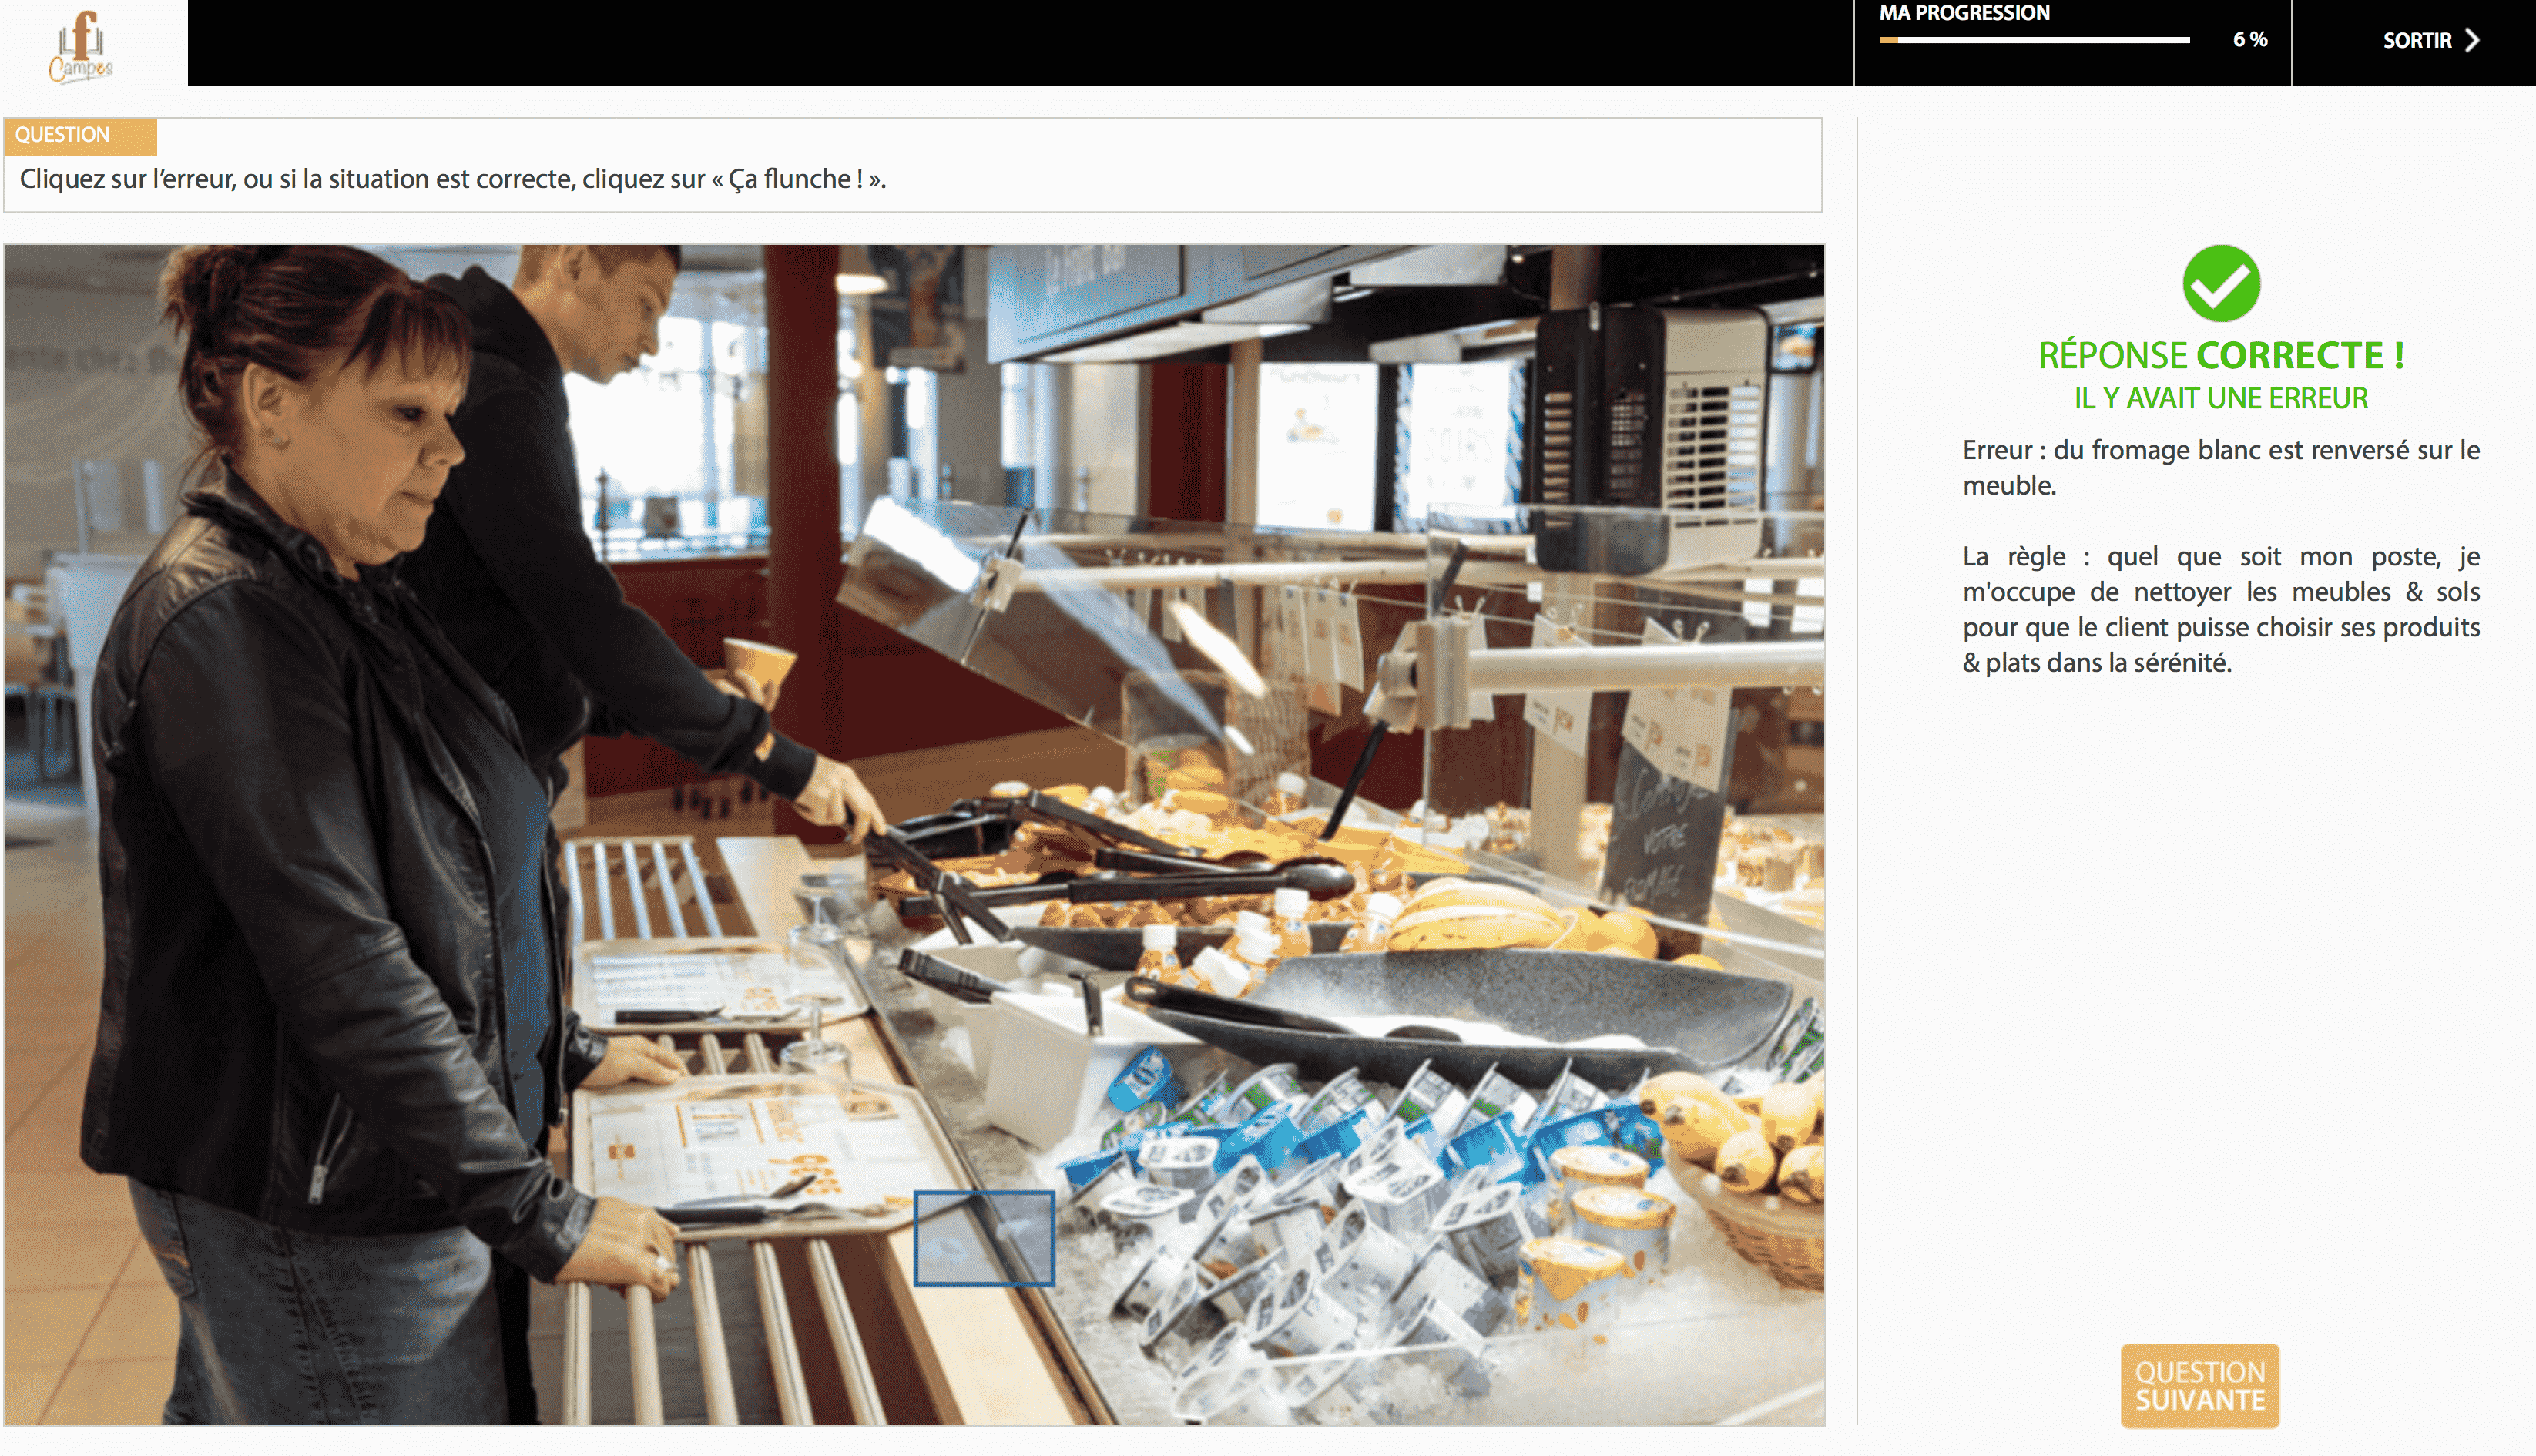 f
Campos
MA PROGRESSION
6 %
SORTIR
QUESTION
Cliquez sur l’erreur, ou si la situation est correcte, cliquez sur « Ça flunche ! ».
RÉPONSE CORRECTE !
IL Y AVAIT UNE ERREUR
Erreur : du fromage blanc est renversé sur le
meuble.
La règle : quel que soit mon poste, je
m'occupe de nettoyer les meubles & sols
pour que le client puisse choisir ses produits
& plats dans la sérénité.
SOIRS
VOTRE
QUESTION
SUIVANTE